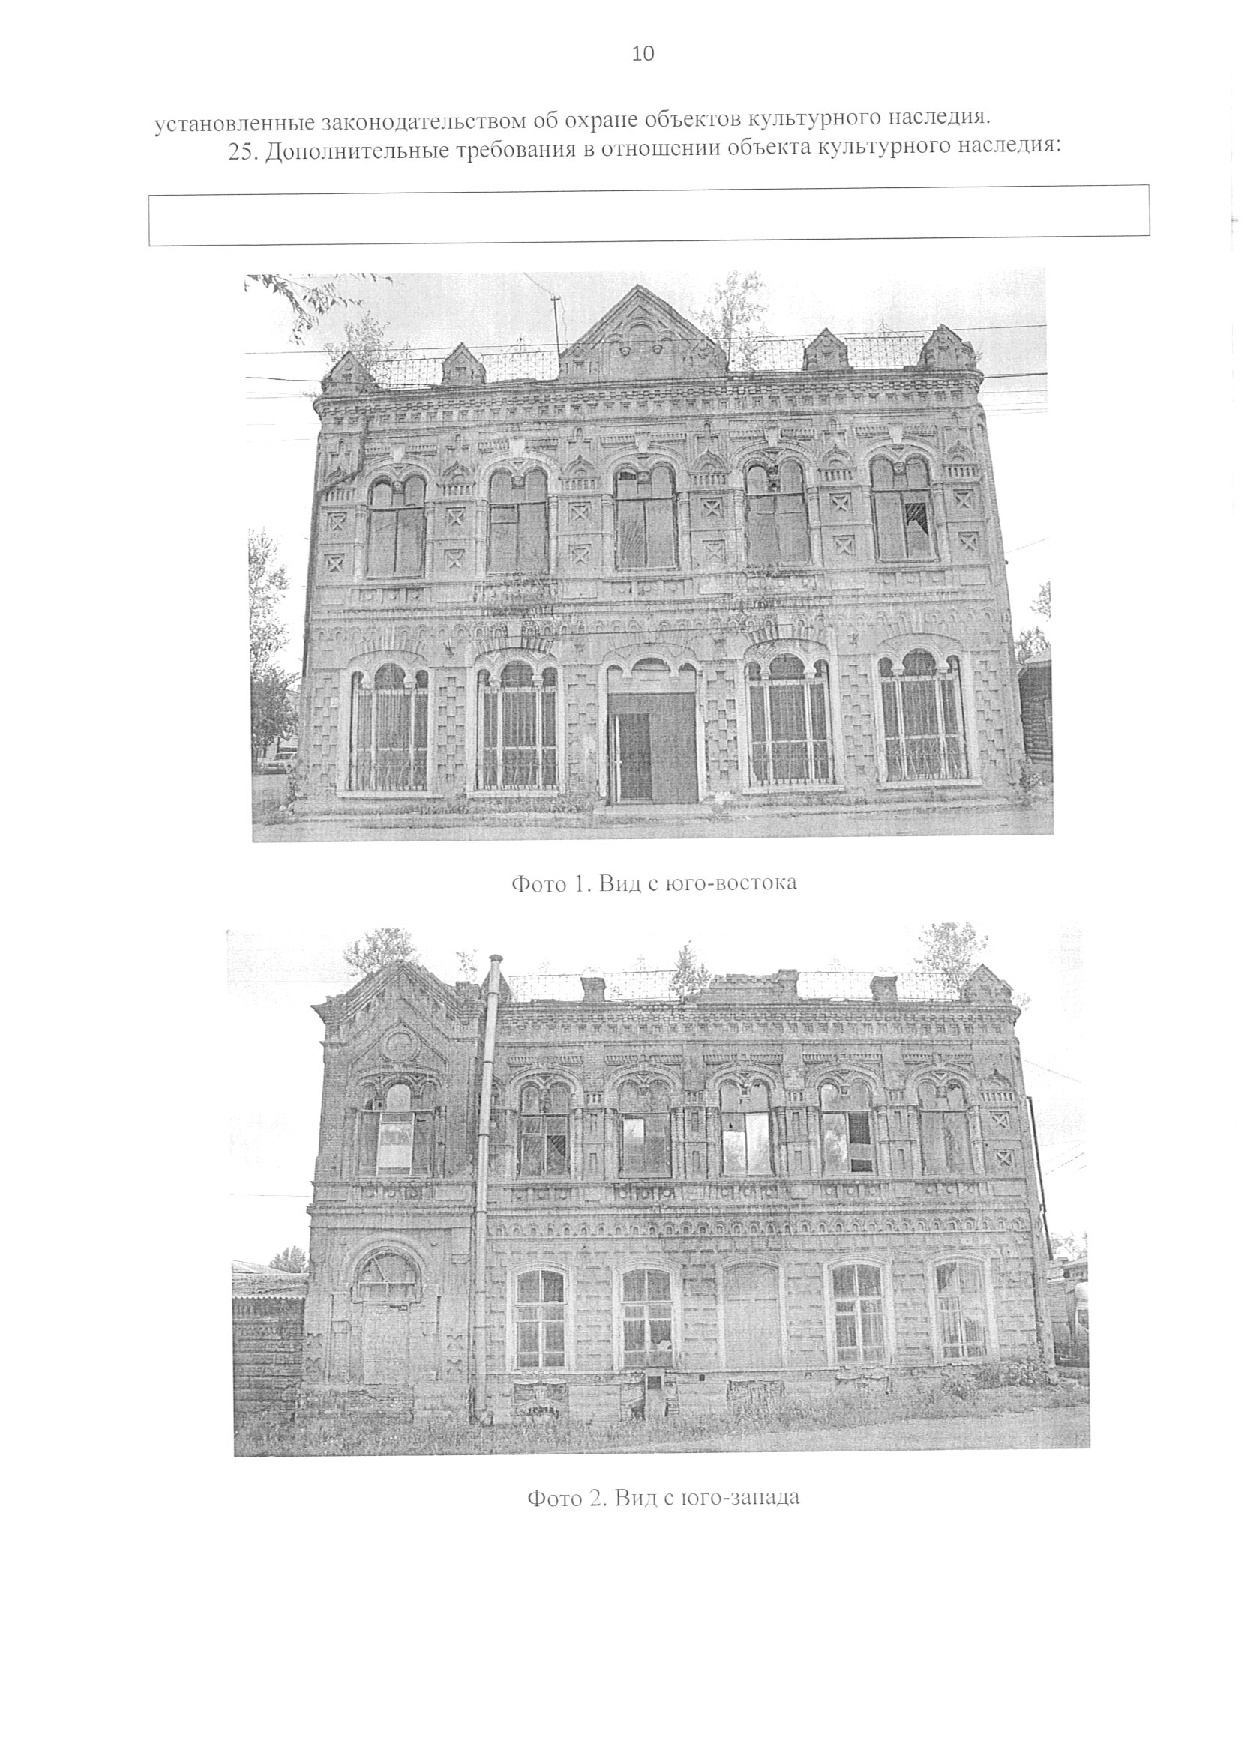 10
установленные законодательством об охране объектов культурного наследия.
25. Дополнительные требования в отношении объекта культурного наследия:
Фото 1. Вид с юго-востока
Фото 2. Вид с юго-запада